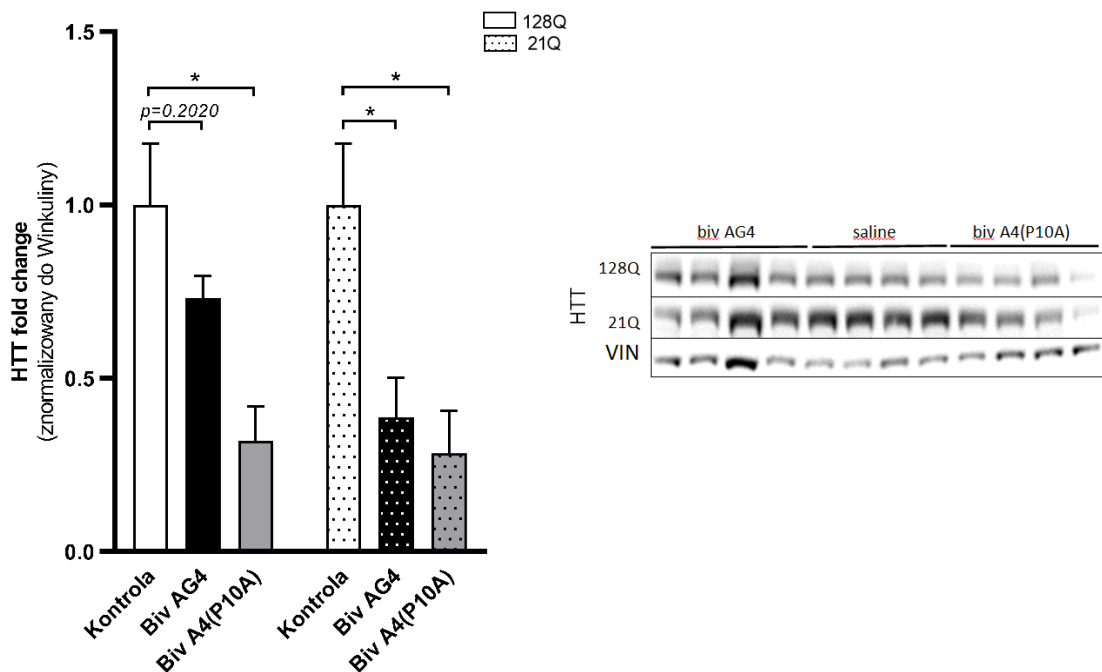 128Q
21Q
HTT fold change
(znormalizowany do Winkuliny)
1.5
1.0
0.5
0.0
*
p=0.2020
*
*
Kontrola
Biv AG4
Biv A4(P10A)
Kontrola
Biv AG4
Biv A4(P10A)
biv AG4 saline biv A4(P10A)
HTT
128Q
21Q
VIN